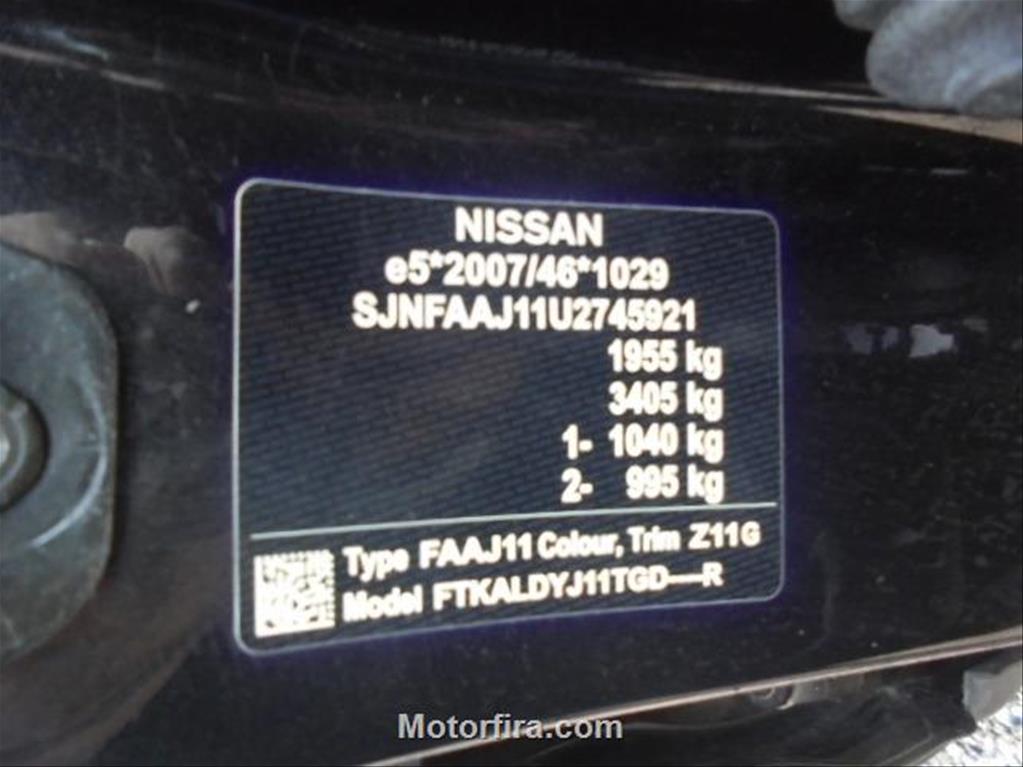 NISSAN
e5*2007/46*1029
SJNFAAJ11U2745921
1955 kg
3405 kg
1- 1040 kg
2- 995 kg
Type FAAJ11 Colour, Trim Z11 G
Model FTKALDYJ11TGD----R
Motorfira.com